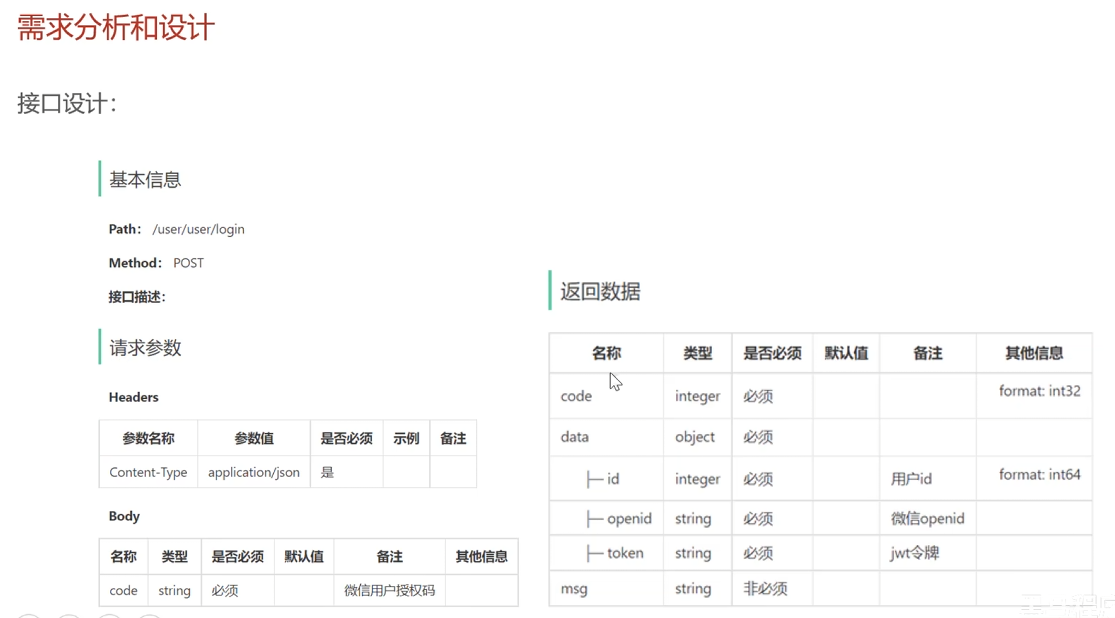 需求分析和设计
接口设计：
基本信息
Path： /user/user/login
Method： POST
接口描述：
请求参数
Headers
参数名称 参数值 是否必须 示例 备注
Content-Type application/json 是
Body
名称 类型 是否必须 默认值 备注 其他信息
code string 必须 微信用户授权码
返回数据
名称 类型 是否必须 默认值 备注 其他信息
code integer 必须 format: int32
data object 必须
├─ id integer 必须 用户id format: int64
├─ openid string 必须 微信openid
├─ token string 必须 jwt令牌
msg string 非必须